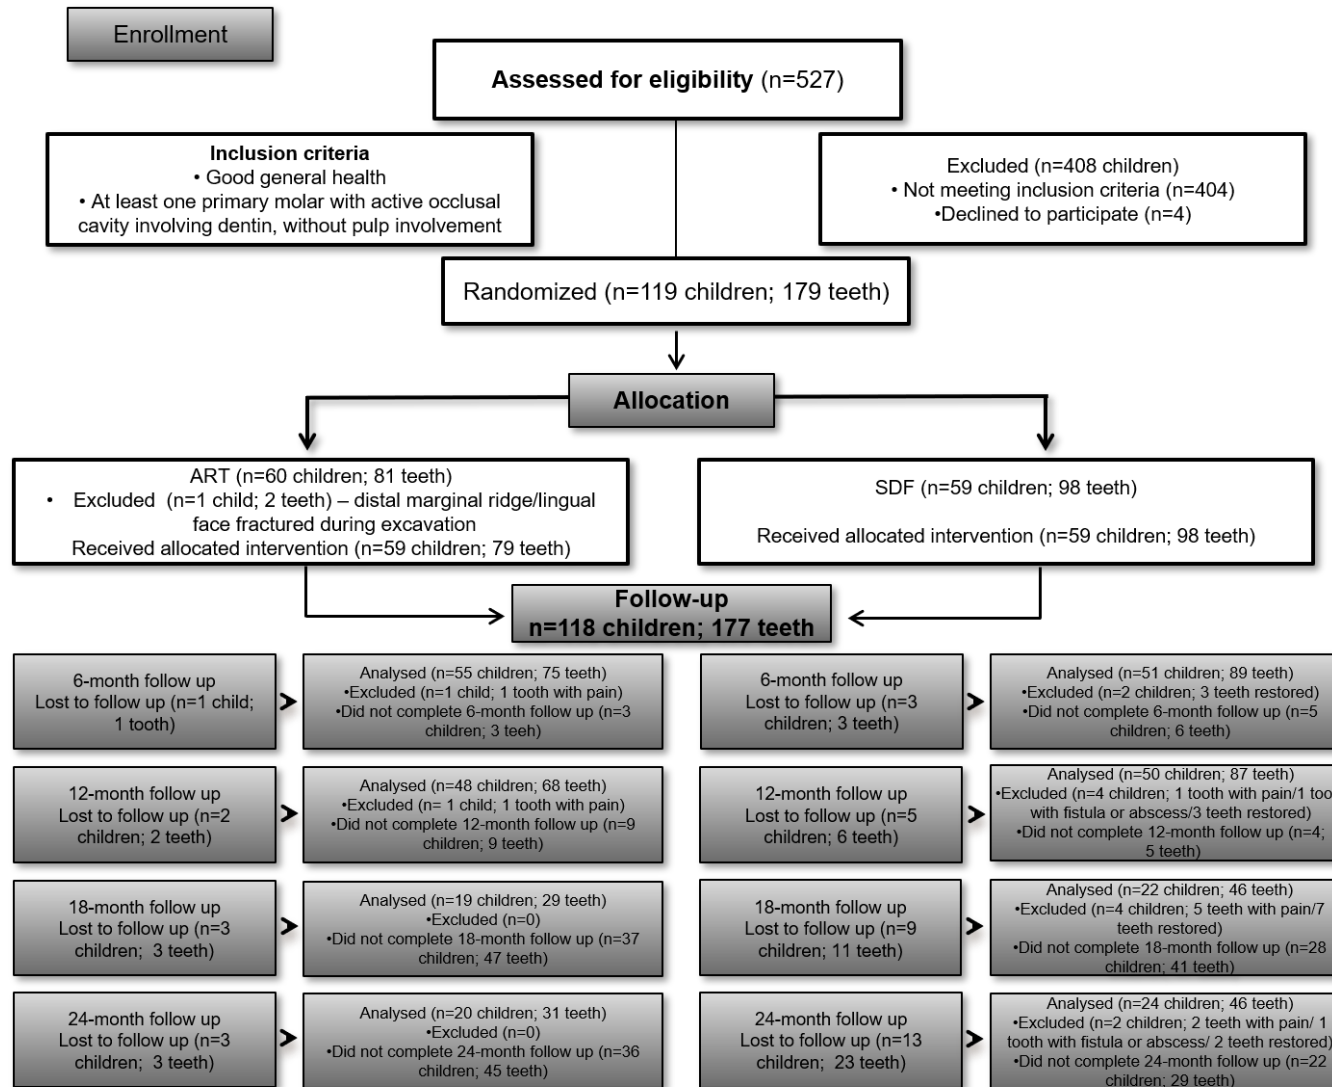 Enrollment
Assessed for eligibility (n=527)
Inclusion criteria
• Good general health
• At least one primary molar with active occlusal
cavity involving dentin, without pulp involvement
Excluded (n=408 children)
• Not meeting inclusion criteria (n=404)
•Declined to participate (n=4)
Randomized (n=119 children; 179 teeth)
Allocation
ART (n=60 children; 81 teeth)
• Excluded (n=1 child; 2 teeth) – distal marginal ridge/lingual
face fractured during excavation
Received allocated intervention (n=59 children; 79 teeth)
SDF (n=59 children; 98 teeth)
Received allocated intervention (n=59 children; 98 teeth)
Follow-up
n=118 children; 177 teeth
6-month follow up
Lost to follow up (n=1 child;
1 tooth)
Analysed (n=55 children; 75 teeth)
•Excluded (n=1 child; 1 tooth with pain)
•Did not complete 6-month follow up (n=3
children; 3 teeh)
6-month follow up
Lost to follow up (n=3
children; 3 teeth)
Analysed (n=51 children; 89 teeth)
•Excluded (n=2 children; 3 teeth restored)
•Did not complete 6-month follow up (n=5
children; 6 teeth)
12-month follow up
Lost to follow up (n=2
children; 2 teeth)
Analysed (n=48 children; 68 teeth)
•Excluded (n= 1 child; 1 tooth with pain)
•Did not complete 12-month follow up (n=9
children; 9 teeth)
12-month follow up
Lost to follow up (n=5
children; 6 teeth)
Analysed (n=50 children; 87 teeth)
•Excluded (n=4 children; 1 tooth with pain/1 too
with fistula or abscess/3 teeth restored)
•Did not complete 12-month follow up (n=4;
5 teeth)
18-month follow up
Lost to follow up (n=3
children; 3 teeth)
Analysed (n=19 children; 29 teeth)
•Excluded (n=0)
•Did not complete 18-month follow up (n=37
children; 47 teeth)
18-month follow up
Lost to follow up (n=9
children; 11 teeth)
Analysed (n=22 children; 46 teeth)
•Excluded (n=4 children; 5 teeth with pain/7
teeth restored)
•Did not complete 18-month follow up (n=28
children; 41 teeth)
24-month follow up
Lost to follow up (n=3
children; 3 teeth)
Analysed (n=20 children; 31 teeth)
•Excluded (n=0)
•Did not complete 24-month follow up (n=36
children; 45 teeth)
24-month follow up
Lost to follow up (n=13
children; 23 teeth)
Analysed (n=24 children; 46 teeth)
•Excluded (n=2 children; 2 teeth with pain/ 1
tooth with fistula or abscess/ 2 teeth restored)
•Did not complete 24-month follow up (n=22
children; 29 teeth)